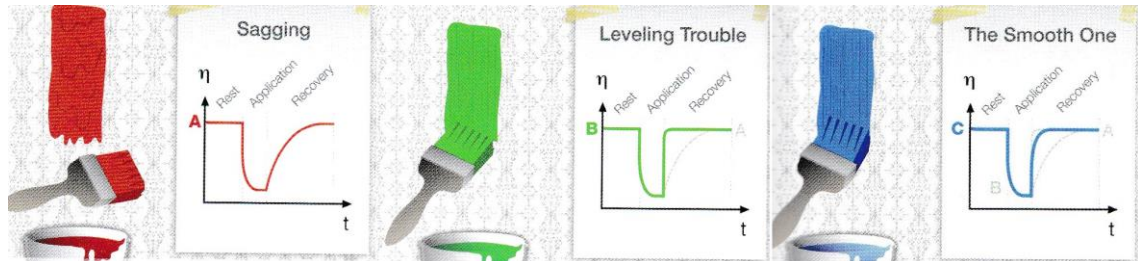 Sagging
η
Rest
Application
Recovery
A
t
Leveling Trouble
η
Rest
Application
Recovery
B
A
t
The Smooth One
η
Rest
Application
Recovery
C
A
B
t